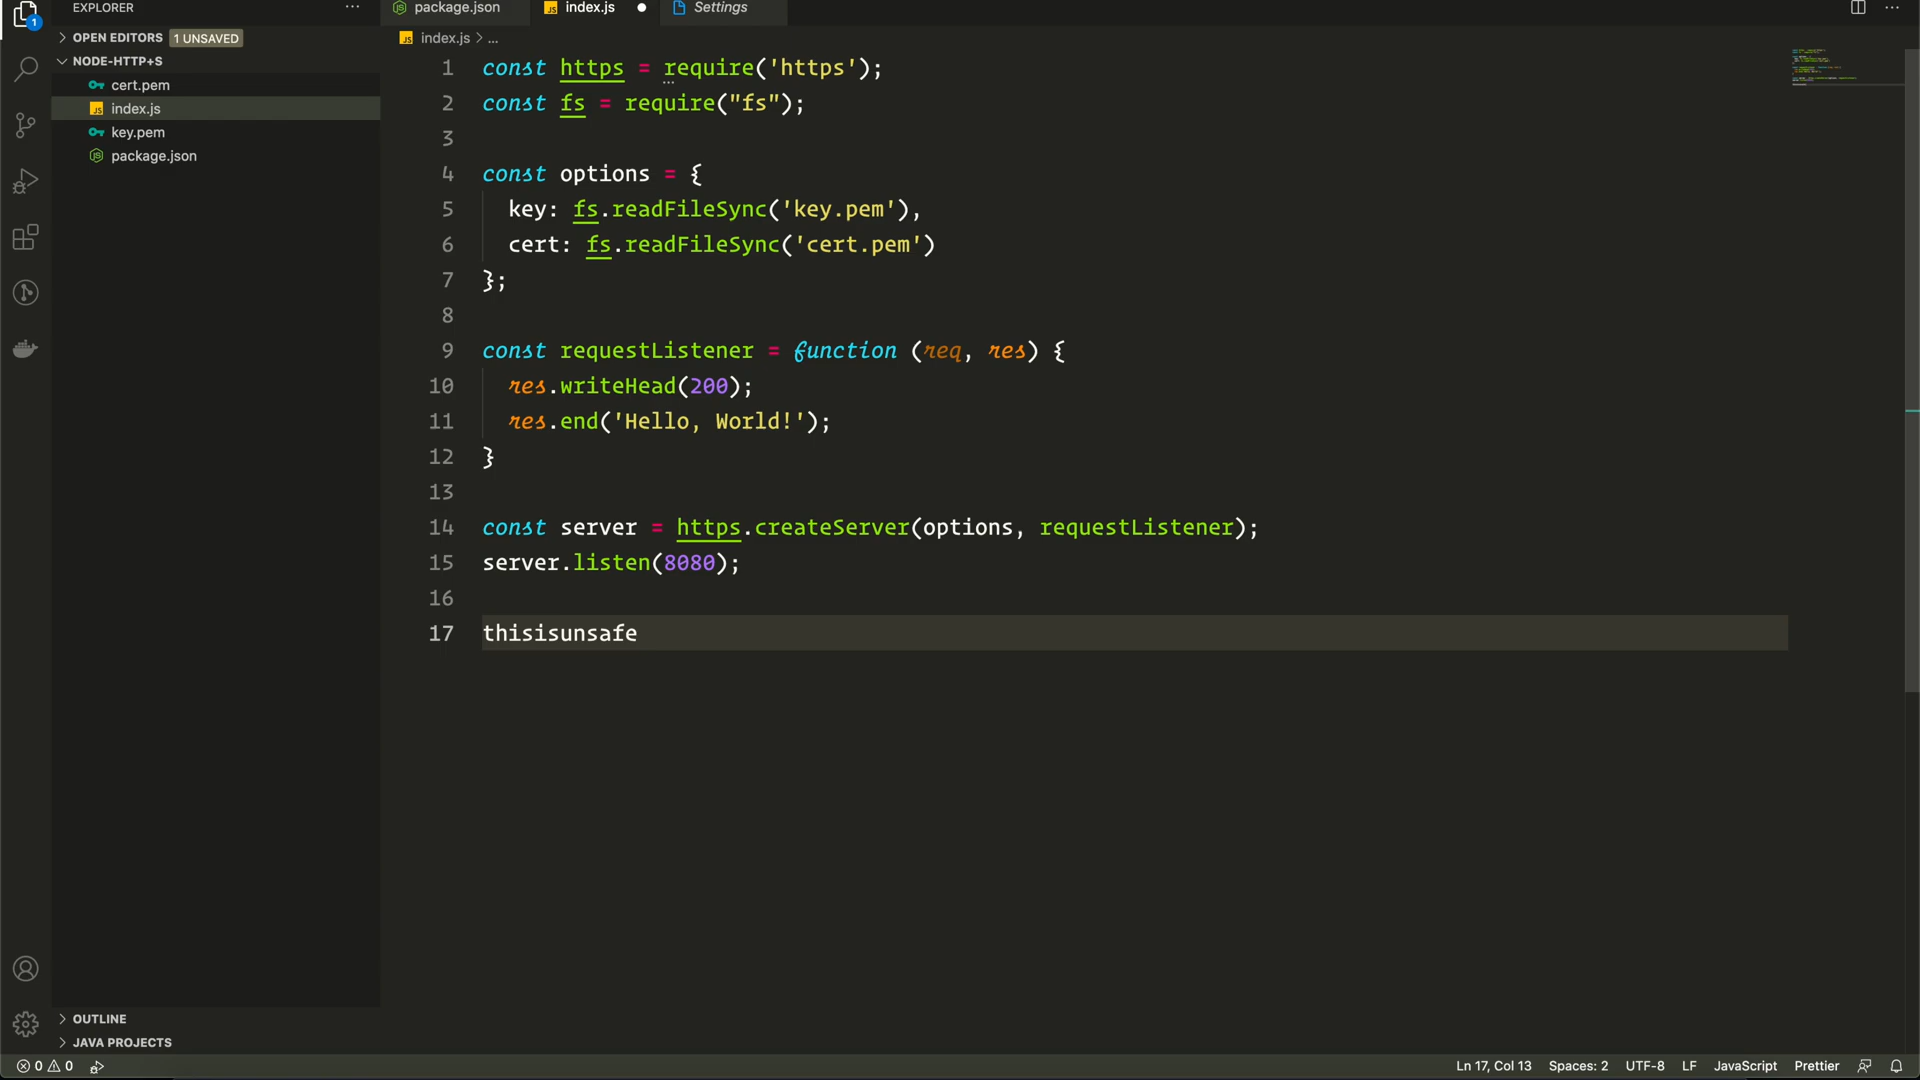 EXPLORER
package.json
index.js
Settings
1
OPEN EDITORS 1 UNSAVED
index.js > ...
NODE-HTTP+S
cert.pem
index.js
key.pem
package.json
1 const https = require('https');
2 const fs = require("fs");
3
4 const options = {
5 key: fs.readFileSync('key.pem'),
6 cert: fs.readFileSync('cert.pem')
7 };
8
9 const requestListener = function (req, res) {
10 res.writeHead(200);
11 res.end('Hello, World!');
12 }
13
14 const server = https.createServer(options, requestListener);
15 server.listen(8080);
16
17 thisisunsafe
OUTLINE
JAVA PROJECTS
0 0
Ln 17, Col 13 Spaces: 2 UTF-8 LF JavaScript Prettier